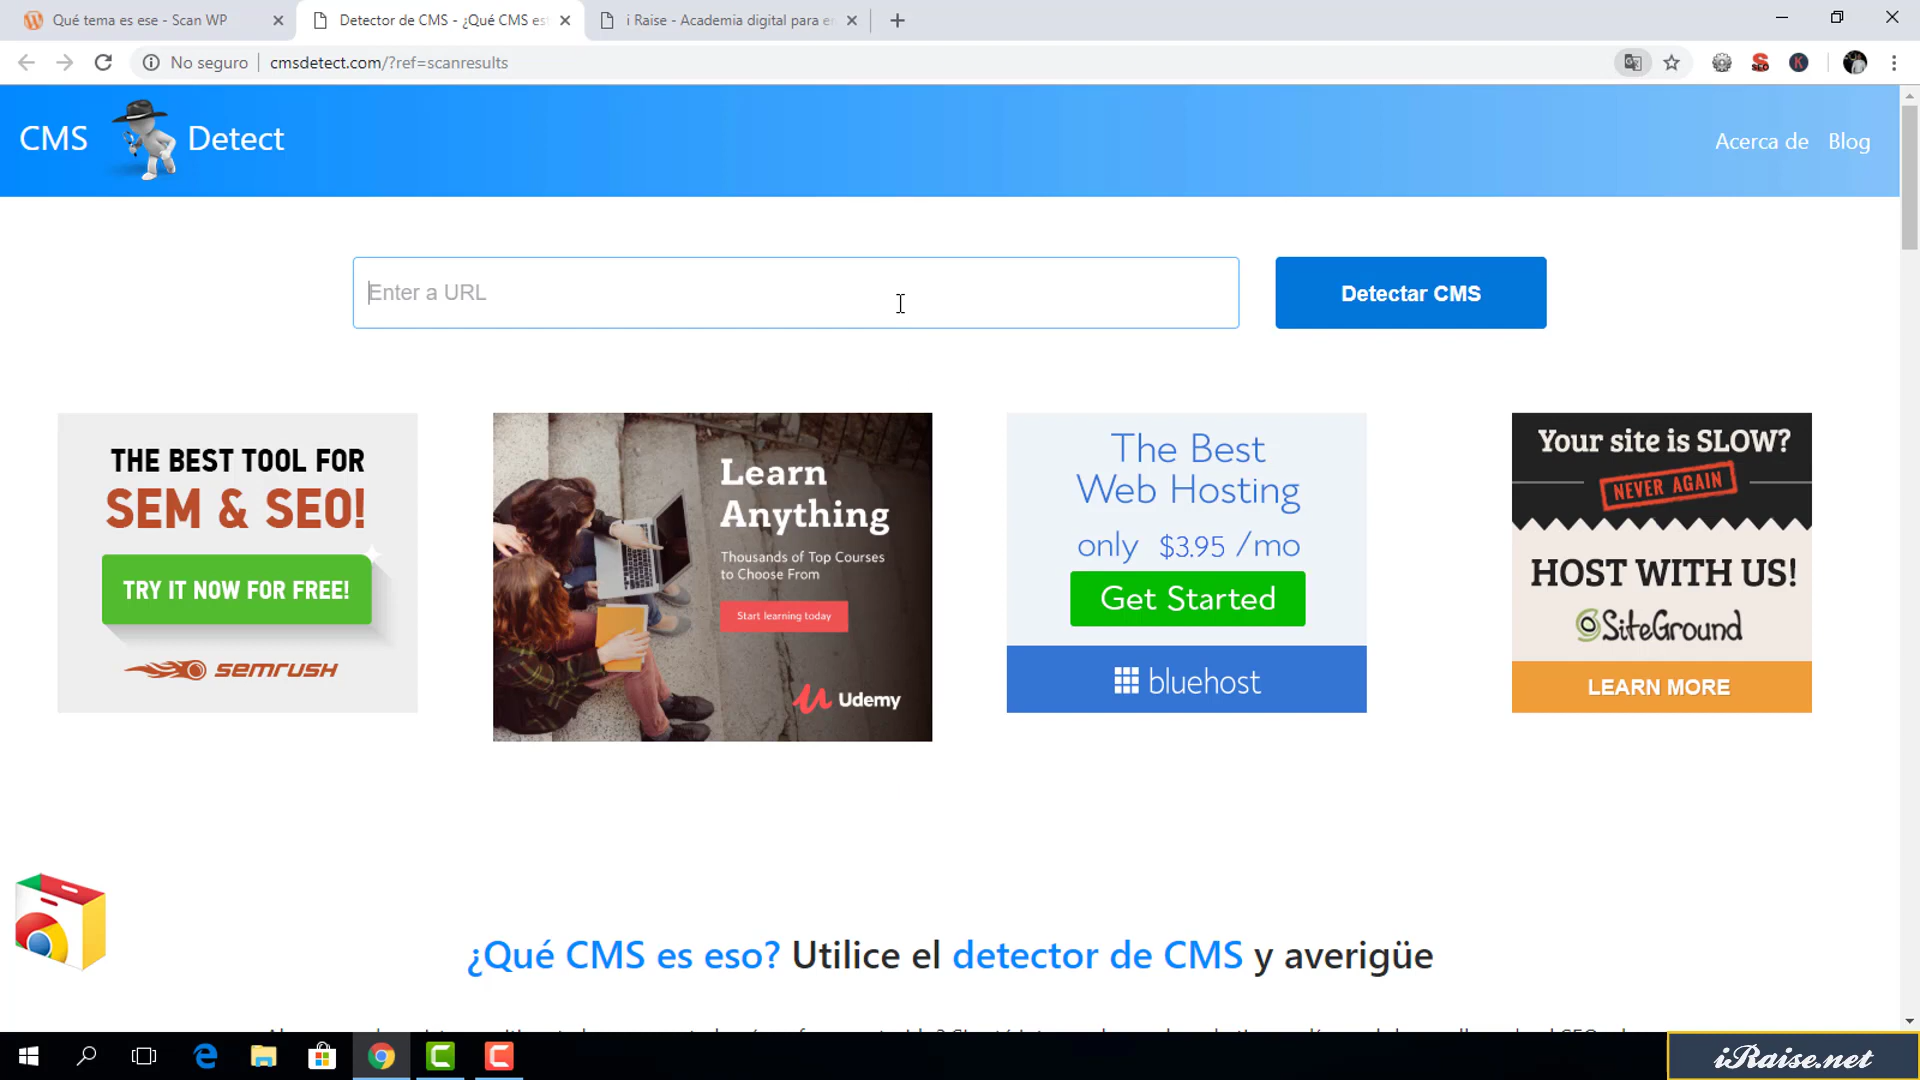 Qué tema es ese - Scan WP
Detector de CMS - ¿Qué CMS es
i Raise - Academia digital para e
No seguro
cmsdetect.com/?ref=scanresults
CMS Detect
Acerca de
Blog
Enter a URL
Detectar CMS
THE BEST TOOL FOR
SEM & SEO!
TRY IT NOW FOR FREE!
SEMRUSH
Learn
Anything
Thousands of Top Courses
to Choose From
Start learning today
Udemy
The Best
Web Hosting
only $3.95 /mo
Get Started
bluehost
Your site is SLOW?
NEVER AGAIN
HOST WITH US!
SiteGround
LEARN MORE
¿Qué CMS es eso? Utilice el detector de CMS y averigüe
iRaise.net